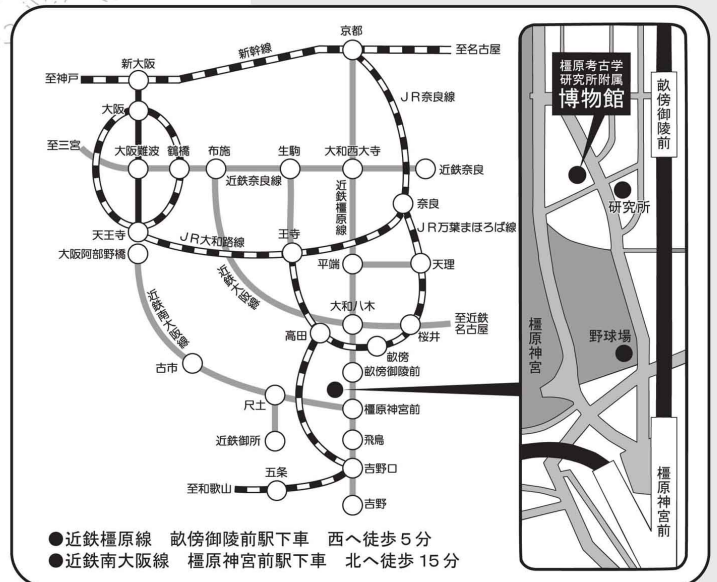 京都
新幹線
至名古屋
新大阪
至神戸
JR奈良線
大阪
至三宮
大阪難波
鶴橋
布施
生駒
大和西大寺
近鉄奈良線
近鉄奈良
近鉄橿原線
奈良
天王寺
JR大和路線
王寺
JR万葉まほろば線
大阪阿部野橋
平端
天理
近鉄南大阪線
近鉄大阪線
大和八木
至近鉄
名古屋
高田
桜井
畝傍
畝傍御陵前
古市
尺土
橿原神宮前
近鉄御所
飛鳥
五条
吉野口
至和歌山
吉野
●近鉄橿原線 畝傍御陵前駅下車 西へ徒歩5分
●近鉄南大阪線 橿原神宮前駅下車 北へ徒歩15分
橿原考古学
研究所附属
博物館
畝傍御陵前
研究所
橿原神宮
野球場
橿原神宮前